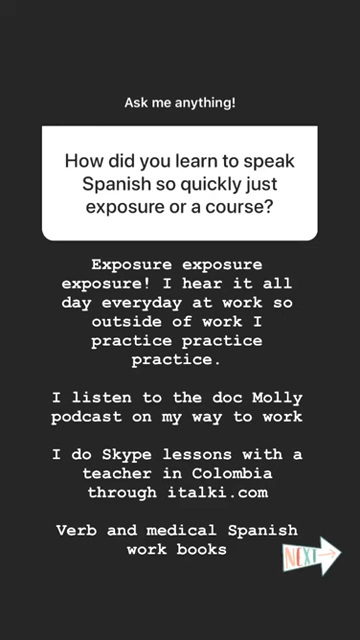 Ask me anything!
How did you learn to speak
Spanish so quickly just
exposure or a course?
Exposure exposure
exposure! I hear it all
day everyday at work so
outside of work I
practice practice
practice.
I listen to the doc Molly
podcast on my way to work
I do Skype lessons with a
teacher in Colombia
through italki.com
Verb and medical Spanish
work books
NEXT